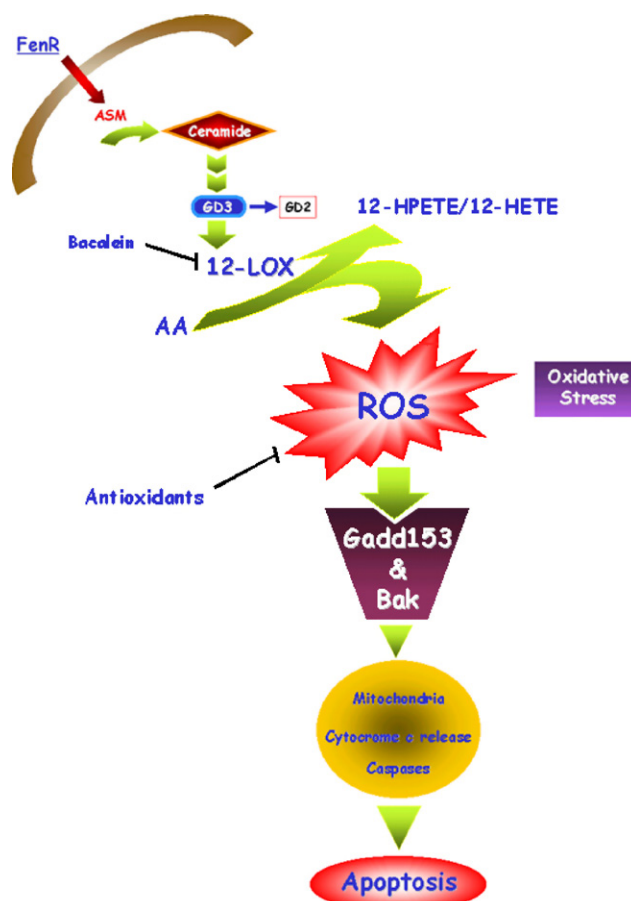 FenR
ASM
Ceramide
GD3
GD2
12-HPETE/12-HETE
Bacalein
12-LOX
AA
ROS
Oxidative
Stress
Antioxidants
Gadd153
&
Bak
Mitochondria
Cytocrome c release
Caspases
Apoptosis